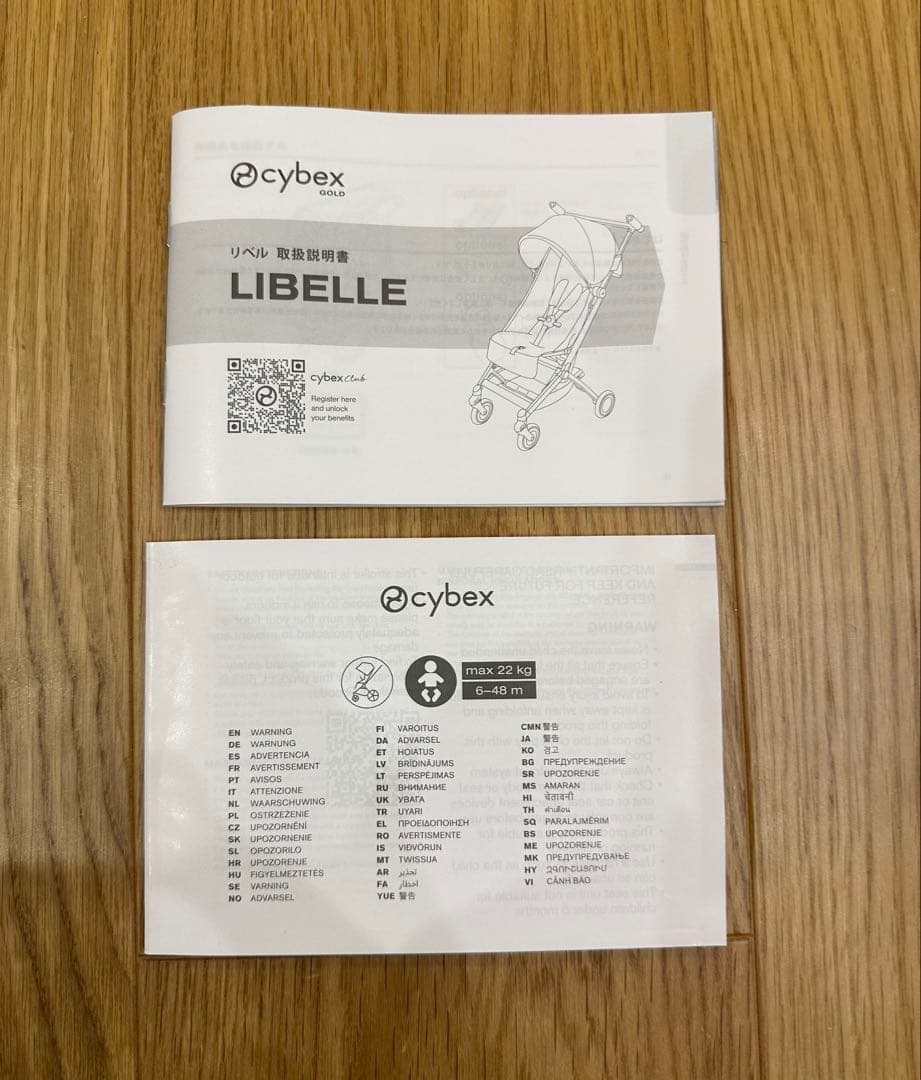 cybex
GOLD
リベル 取扱説明書
LIBELLE
cybex Club
Register here
and unlock
your benefits
cybex
max 22 kg
6–48 m
EN WARNING
DE WARNUNG
ES ADVERTENCIA
FR AVERTISSEMENT
PT AVISOS
IT ATTENZIONE
NL WAARSCHUWING
PL OSTRZEŻENIE
CZ UPOZORNĚNÍ
SK UPOZORNENIE
SL OPOZORILO
HR UPOZORENJE
HU FIGYELMEZTETÉS
SE VARNING
NO ADVARSEL
FI VAROITUS
DA ADVARSEL
ET HOIATUS
LV BRĪDINĀJUMS
LT PERSPĖJIMAS
RU ВНИМАНИЕ
UK УВАГА
TR UYARI
EL ΠΡΟΕΙΔΟΠΟΙΗΣΗ
RO AVERTISMENTE
IS VIÐVÖRUN
MT TWISSIJA
AR تحذير
FA اخطار
YUE 警告
CMN 警告
JA 警告
KO 경고
BG ПРЕДУПРЕЖДЕНИЕ
SR UPOZORENJE
MS AMARAN
HI चेतावनी
TH คำเตือน
SQ PARALAJMËRIM
BS UPOZORENJE
ME UPOZORENJE
MK ПРЕДУПРЕДУВАЊЕ
HY ԶԳՈՒՇԱՑՈՒՄ
VI CẢNH BÁO